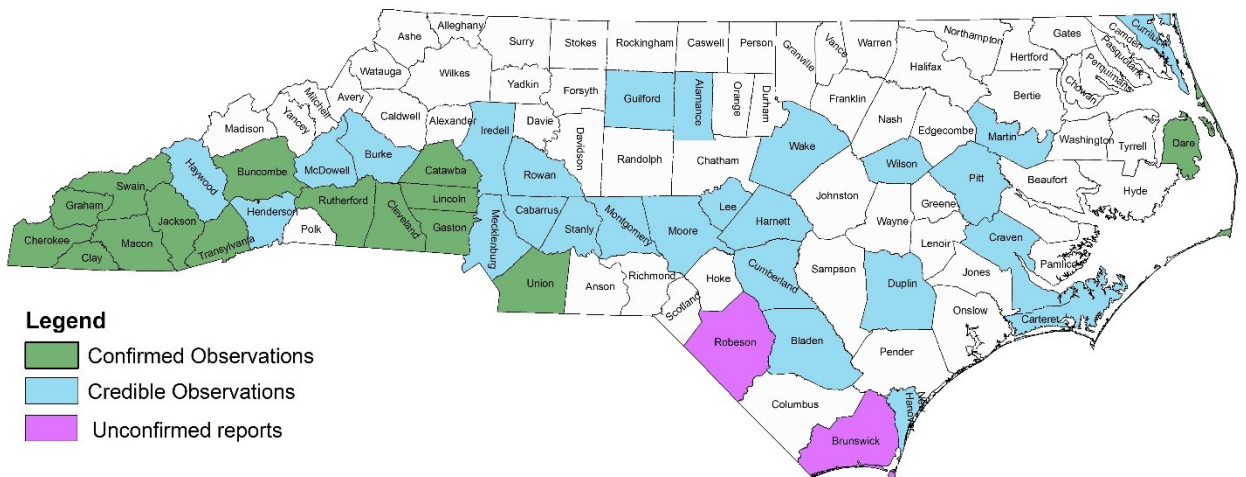 Alleghany
Ashe
Surry
Stokes
Rockingham
Caswell
Person
Granville
Vance
Warren
Northampton
Gates
Camden
Currituck
Pasquotank
Perquimans
Chowan
Hertford
Halifax
Watauga
Wilkes
Yadkin
Forsyth
Guilford
Alamance
Orange
Durham
Franklin
Nash
Edgecombe
Bertie
Martin
Washington
Tyrrell
Dare
Mitchell
Avery
Yancey
Caldwell
Alexander
Iredell
Davie
Davidson
Randolph
Chatham
Wake
Wilson
Pitt
Beaufort
Hyde
Madison
Haywood
Buncombe
McDowell
Burke
Catawba
Rowan
Johnston
Greene
Wayne
Lenoir
Craven
Pamlico
Swain
Graham
Jackson
Cherokee
Macon
Clay
Transylvania
Henderson
Polk
Rutherford
Cleveland
Lincoln
Gaston
Mecklenburg
Cabarrus
Stanly
Montgomery
Moore
Lee
Harnett
Union
Anson
Richmond
Scotland
Hoke
Cumberland
Sampson
Duplin
Jones
Onslow
Carteret
Robeson
Bladen
Pender
Columbus
Brunswick
New
Hanover
Legend
Confirmed Observations
Credible Observations
Unconfirmed reports